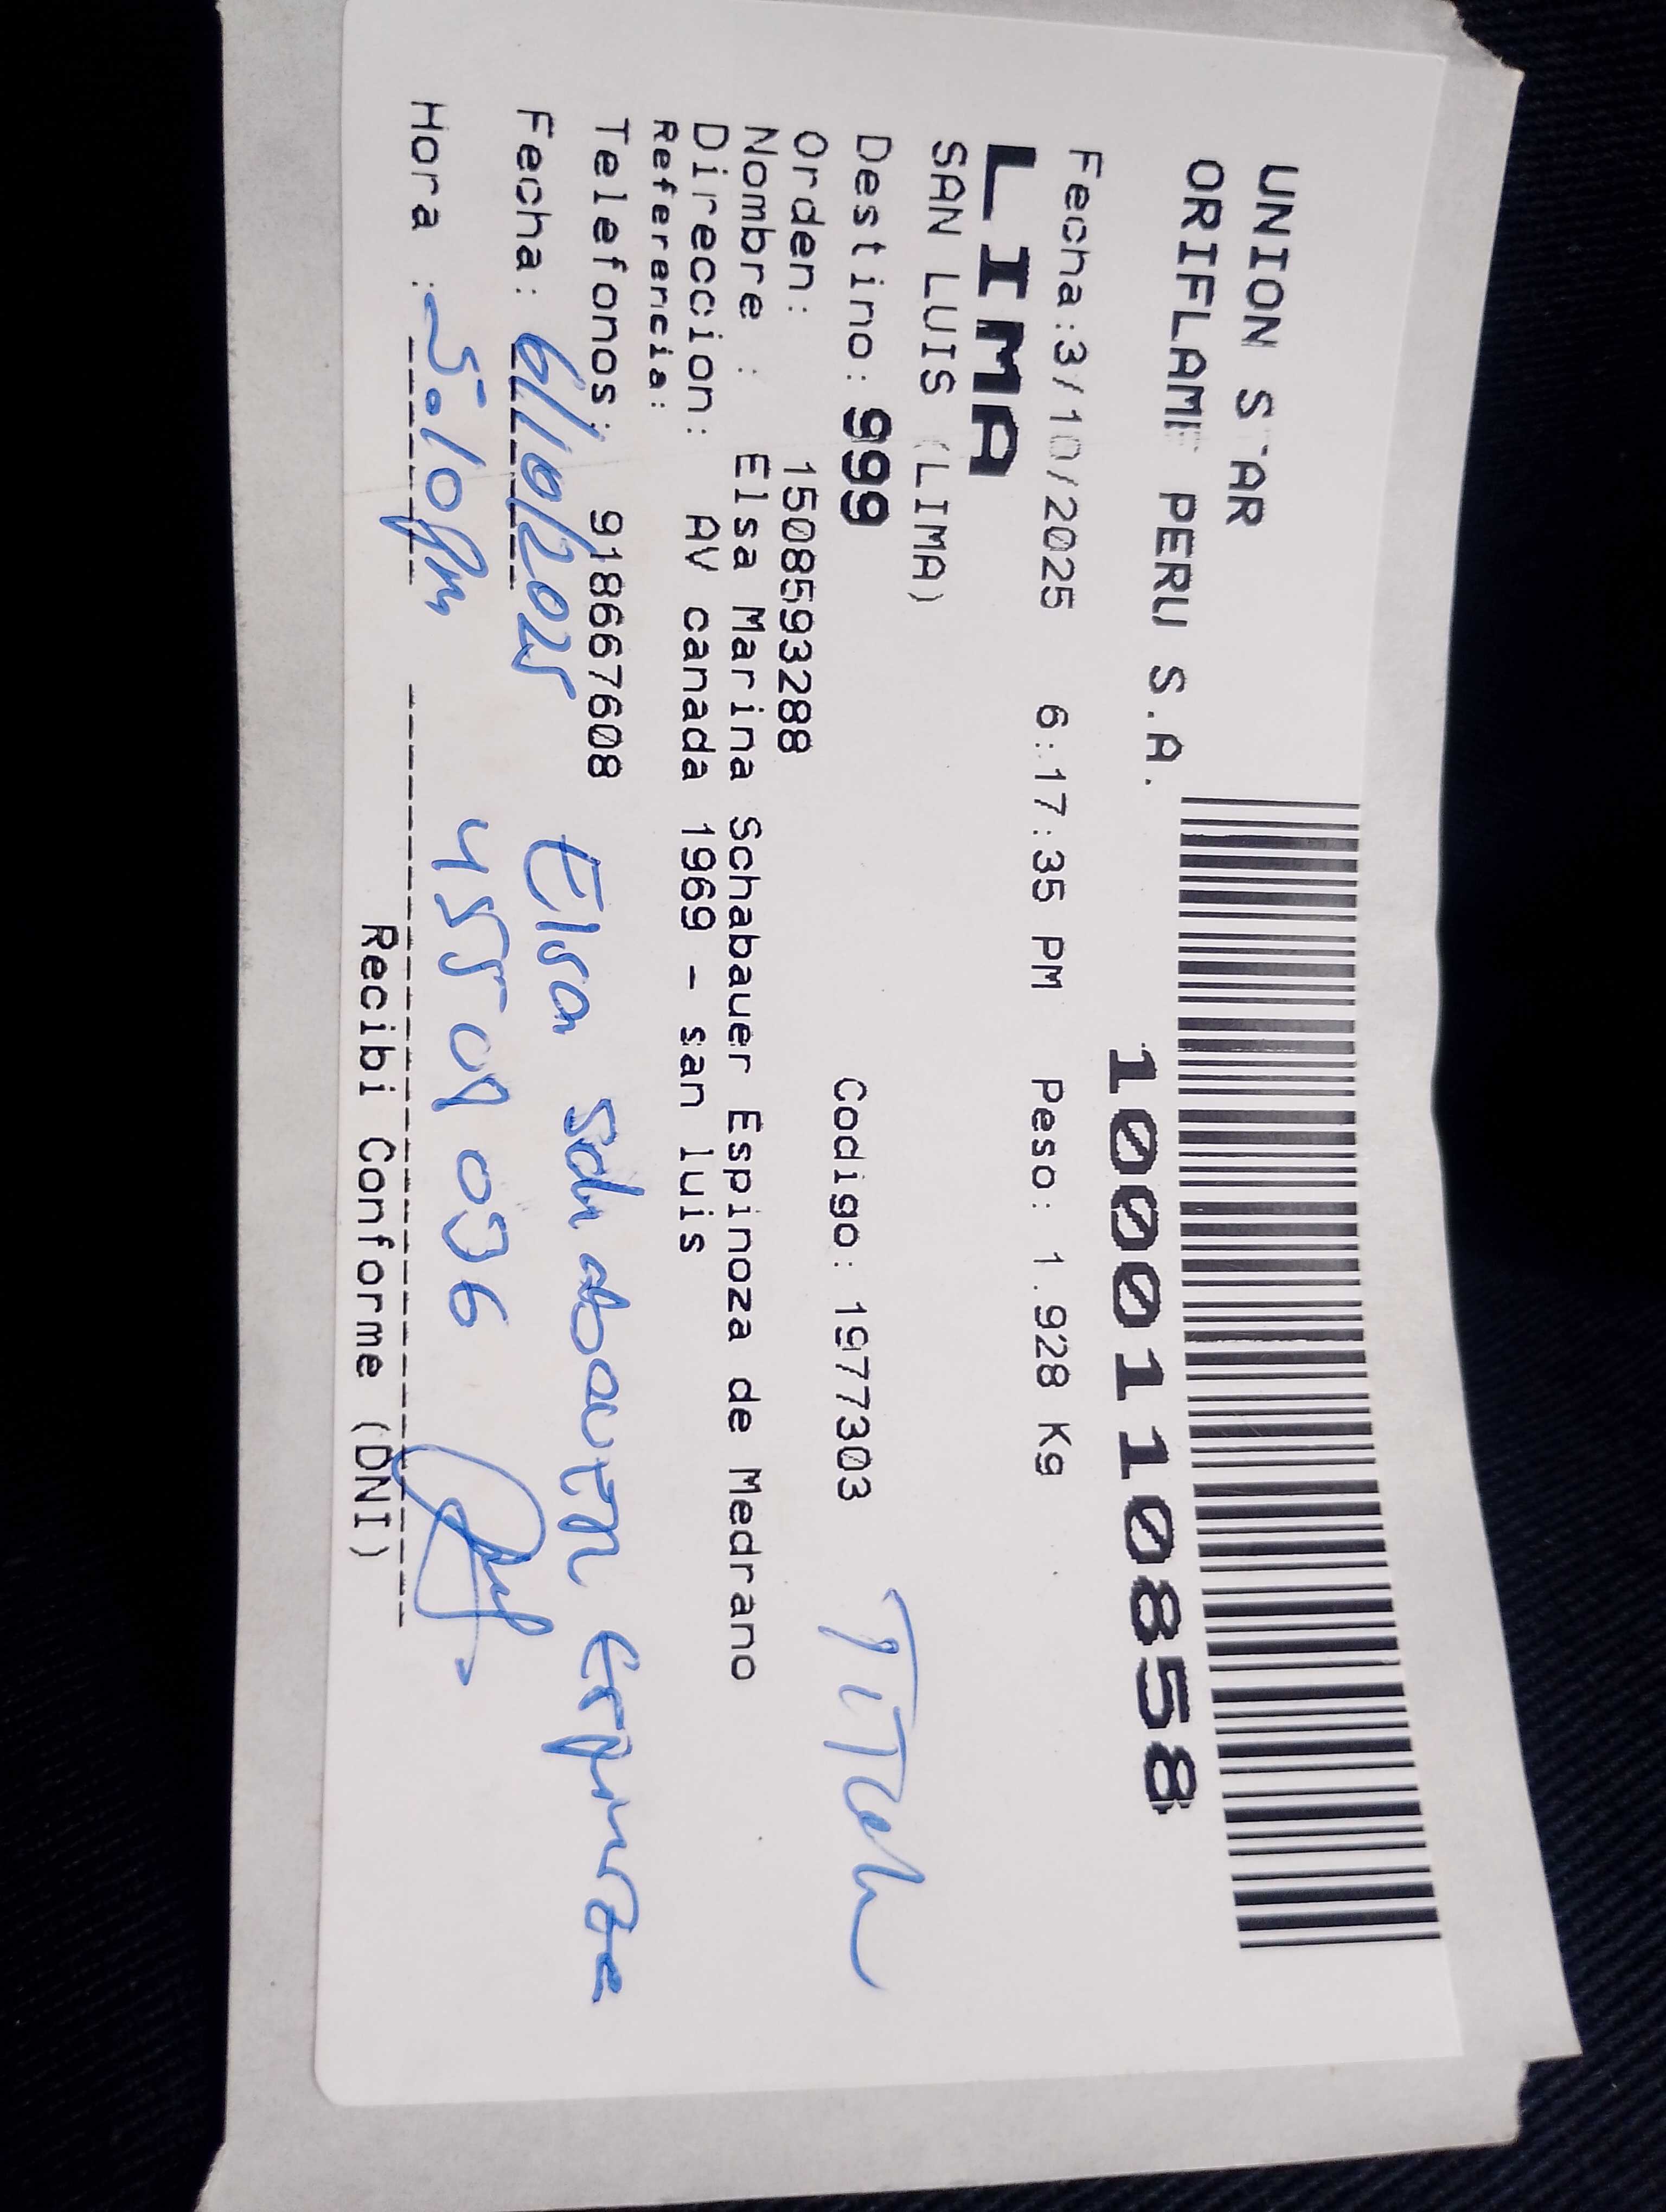 UNION STAR
ORIFLAME PERU S.A.
1000110858
Fecha:3/10/2025 6:17:35 PM Peso: 1.928 Kg
LIMA
SAN LUIS (LIMA)
Destino: 999 Codigo: 1977303
Titular
Orden: 1508593288
Nombre : Elsa Marina Schabauer Espinoza de Medrano
Direccion: AV canada 1969 - san luis
Referencia:
Telefonos: 918667608
Elsa Schabauer Espinoza
Fecha: 6/10/2025
Hora : 5:10pm
Recibi Conforme (DNI)